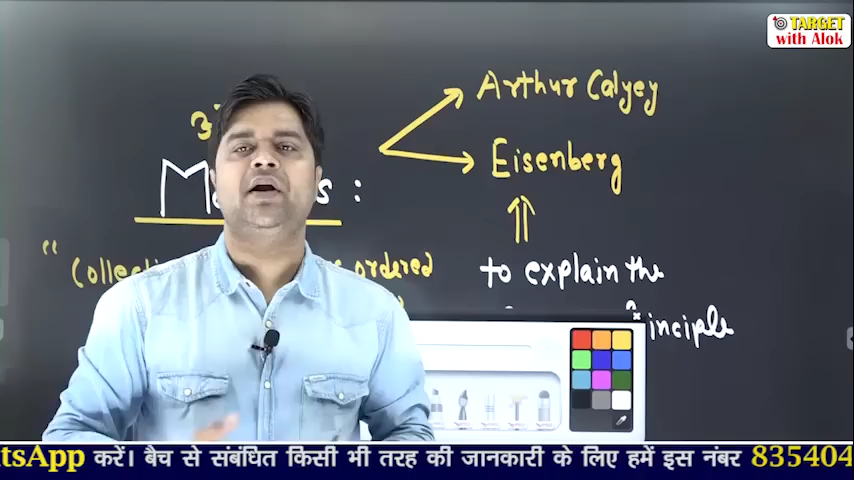 TARGET
with Alok
Arthur Calyey
Eisenberg
:
“ ordered
to explain the
inciple
tsApp करें। बैच से संबंधित किसी भी तरह की जानकारी के लिए हमें इस नंबर 835404